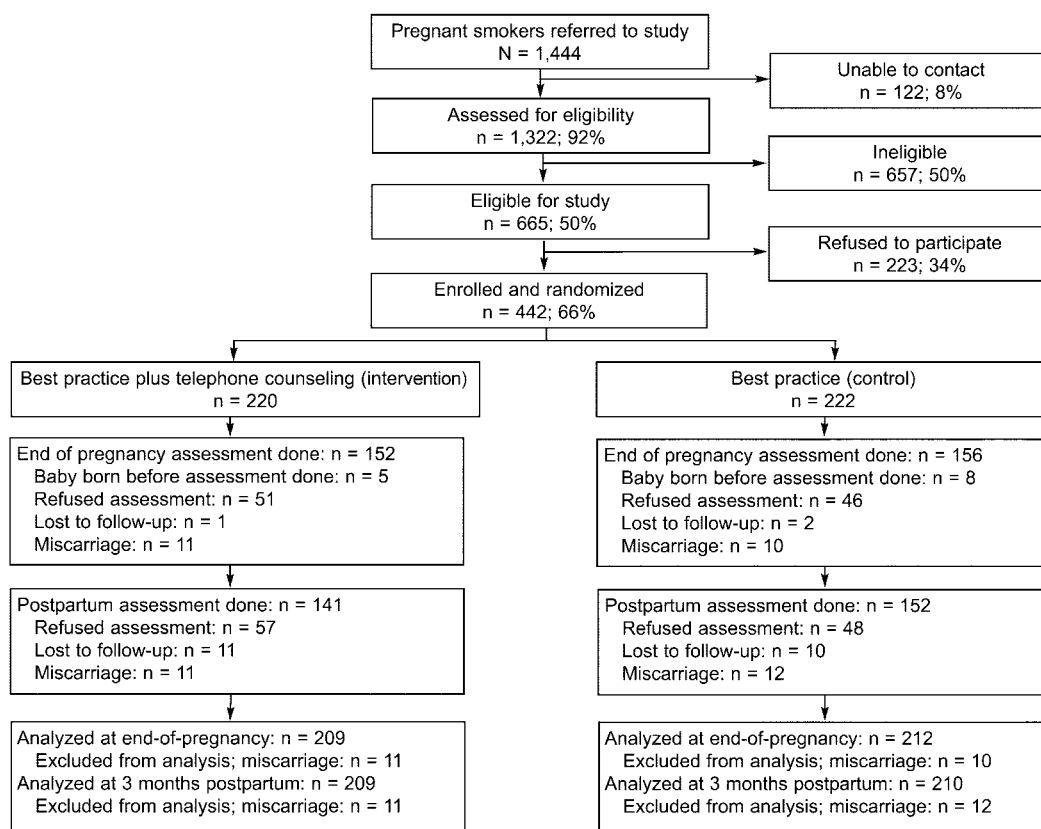 Pregnant smokers referred to study
N = 1,444
Unable to contact
n = 122; 8%
Assessed for eligibility
n = 1,322; 92%
Ineligible
n = 657; 50%
Eligible for study
n = 665; 50%
Refused to participate
n = 223; 34%
Enrolled and randomized
n = 442; 66%
Best practice plus telephone counseling (intervention)
n = 220
Best practice (control)
n = 222
End of pregnancy assessment done: n = 152
Baby born before assessment done: n = 5
Refused assessment: n = 51
Lost to follow-up: n = 1
Miscarriage: n = 11
End of pregnancy assessment done: n = 156
Baby born before assessment done: n = 8
Refused assessment: n = 46
Lost to follow-up: n = 2
Miscarriage: n = 10
Postpartum assessment done: n = 141
Refused assessment: n = 57
Lost to follow-up: n = 11
Miscarriage: n = 11
Postpartum assessment done: n = 152
Refused assessment: n = 48
Lost to follow-up: n = 10
Miscarriage: n = 12
Analyzed at end-of-pregnancy: n = 209
Excluded from analysis; miscarriage: n = 11
Analyzed at 3 months postpartum: n = 209
Excluded from analysis; miscarriage: n = 11
Analyzed at end-of-pregnancy: n = 212
Excluded from analysis; miscarriage: n = 10
Analyzed at 3 months postpartum: n = 210
Excluded from analysis; miscarriage: n = 12